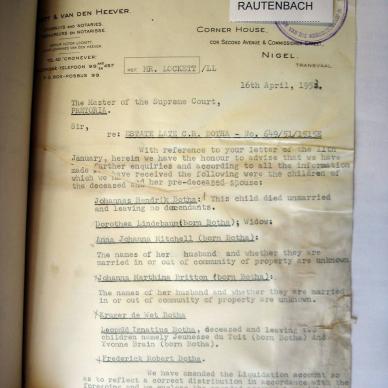 & VAN DEN HEEVER.
RAUTENBACH
CORNER HOUSE,
COR SECOND AVENUE & COMMISSIONER STREET
NIGEL,
TRANSVAAL
REF MR. LOCKETT/LL
16th April, 195
The Master of the Supreme Court,
PRETORIA.
Sir,
re: ESTATE LATE C.R. BOTHA - No. 649/51/
With reference to your letter of the 11th
January, herein we have the honour to advise that we have
made further enquiries and according to all the information
which we have received the following were the children of
the deceased and her pre-deceased spouse:
Johannes Hendrik Botha: This child died unmarried
and leaving no descendants.
Dorothea Lindebaum (born Botha); Widow:
Anna Johanna Mitchell (born Botha):
The names of her husband and whether they are
married in or out of community of property are unknown
Johanna Marthina Britton (born Botha):
The names of her husband and whether they are married
in or out of community of property are unknown.
Kruger de Wet Botha
Leopold Ignatius Botha, deceased and leaving
children namely Jeunesse du Toit (born Botha) and
Yvonne Brain (born Botha).
Frederick Robert Botha.
We have amended the Liquidation account so
as to reflect a correct distribution in accordance with the